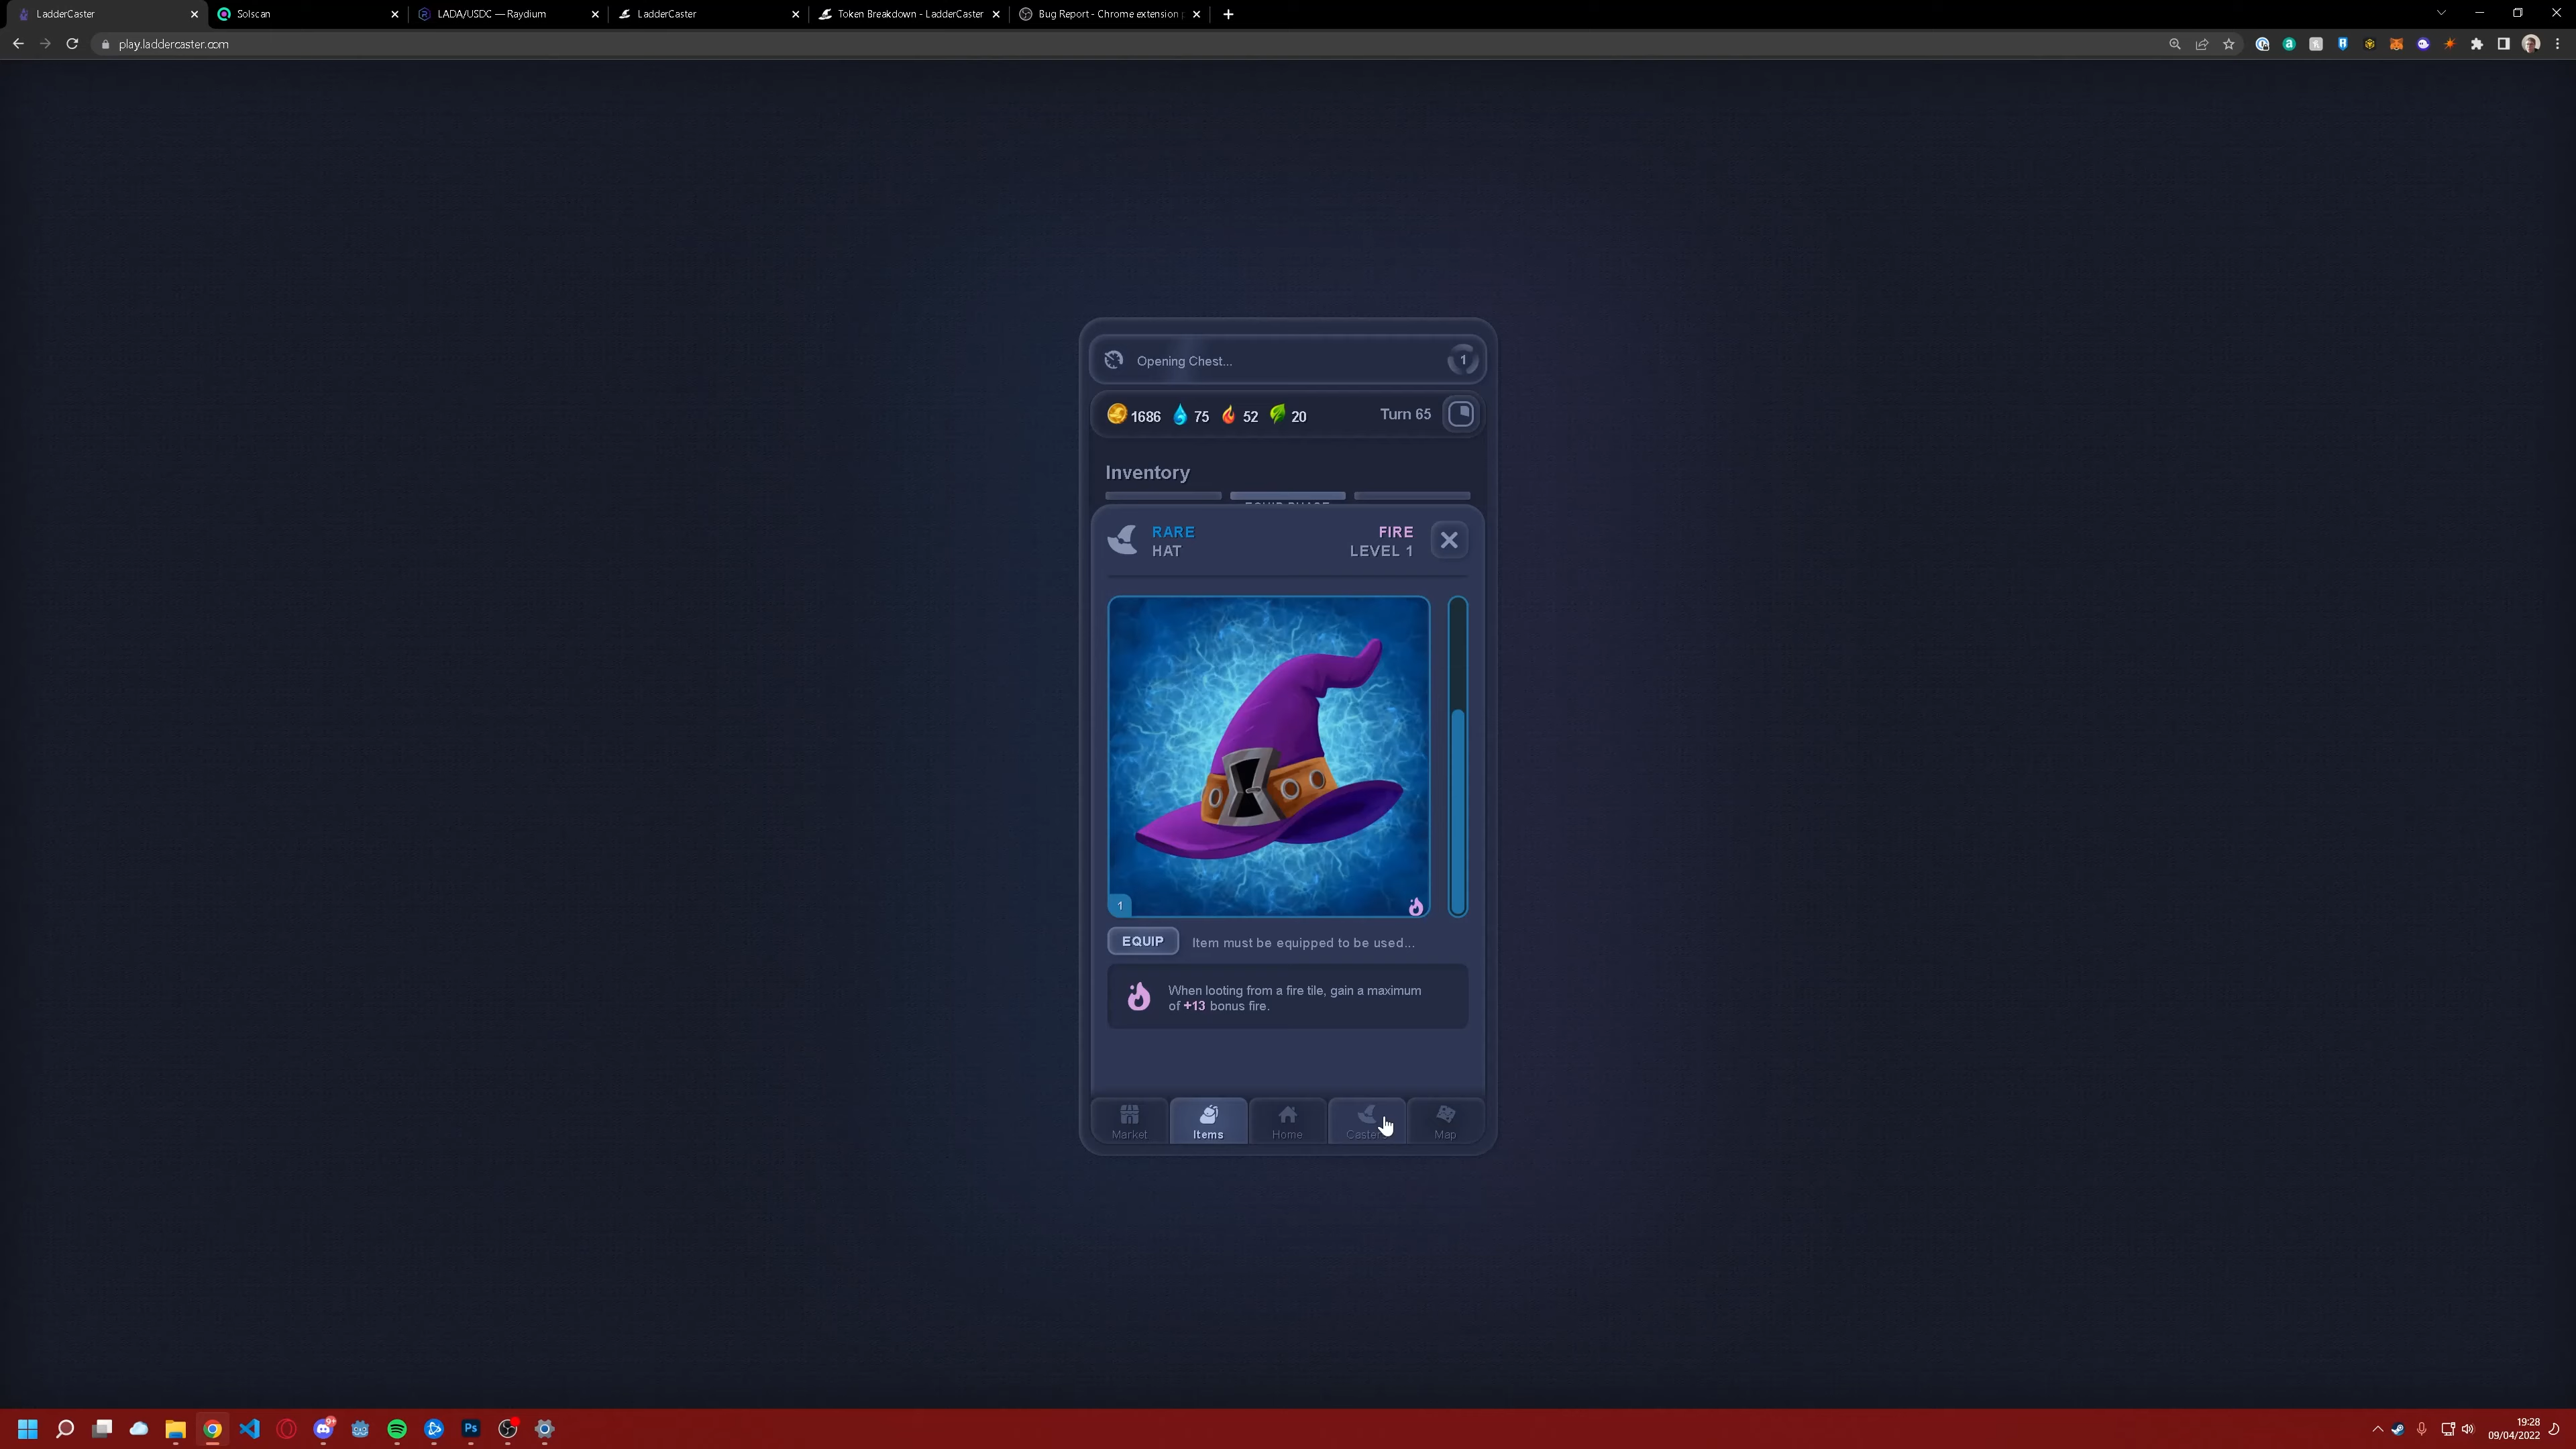 LadderCaster
Solscan
LADA/USDC — Raydium
LadderCaster
Token Breakdown - LadderCaster
Bug Report - Chrome extension
play.laddercaster.com
Opening Chest...
1
1686
75
52
20
Turn 65
Inventory
RARE
HAT
FIRE
LEVEL 1
1
EQUIP
Item must be equipped to be used...
When looting from a fire tile, gain a maximum
of +13 bonus fire.
Market
Items
Home
Map
Ps
19:28
09/04/2022